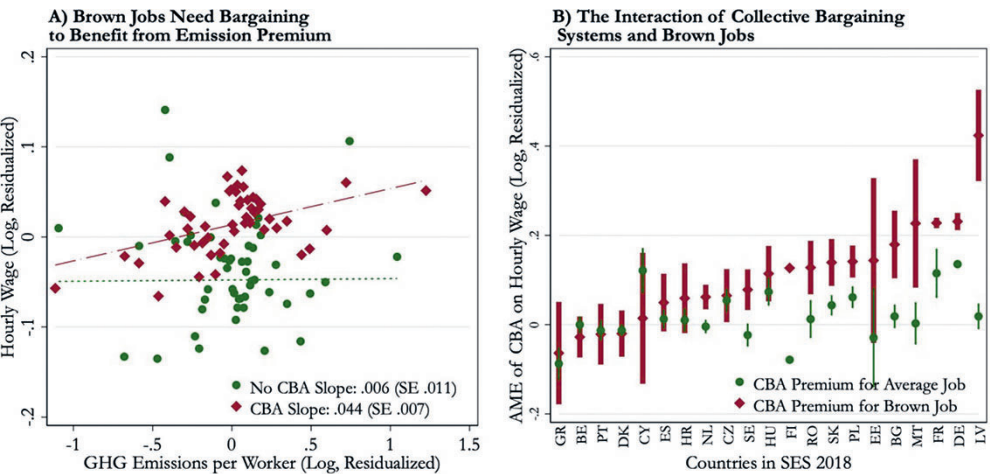 A) Brown Jobs Need Bargaining
to Benefit from Emission Premium
Hourly Wage (Log, Residualized)
.2
.1
0
-.1
-.2
No CBA Slope: .006 (SE .011)
CBA Slope: .044 (SE .007)
-1 -.5 0 .5 1 1.5
GHG Emissions per Worker (Log, Residualized)
B) The Interaction of Collective Bargaining
Systems and Brown Jobs
AME of CBA on Hourly Wage (Log, Residualized)
.6
.4
.2
0
-.2
CBA Premium for Average Job
CBA Premium for Brown Job
GR BE PT DK CY ES HR NL CZ SE HU FI RO SK PL EE BG MT FR DE LV
Countries in SES 2018